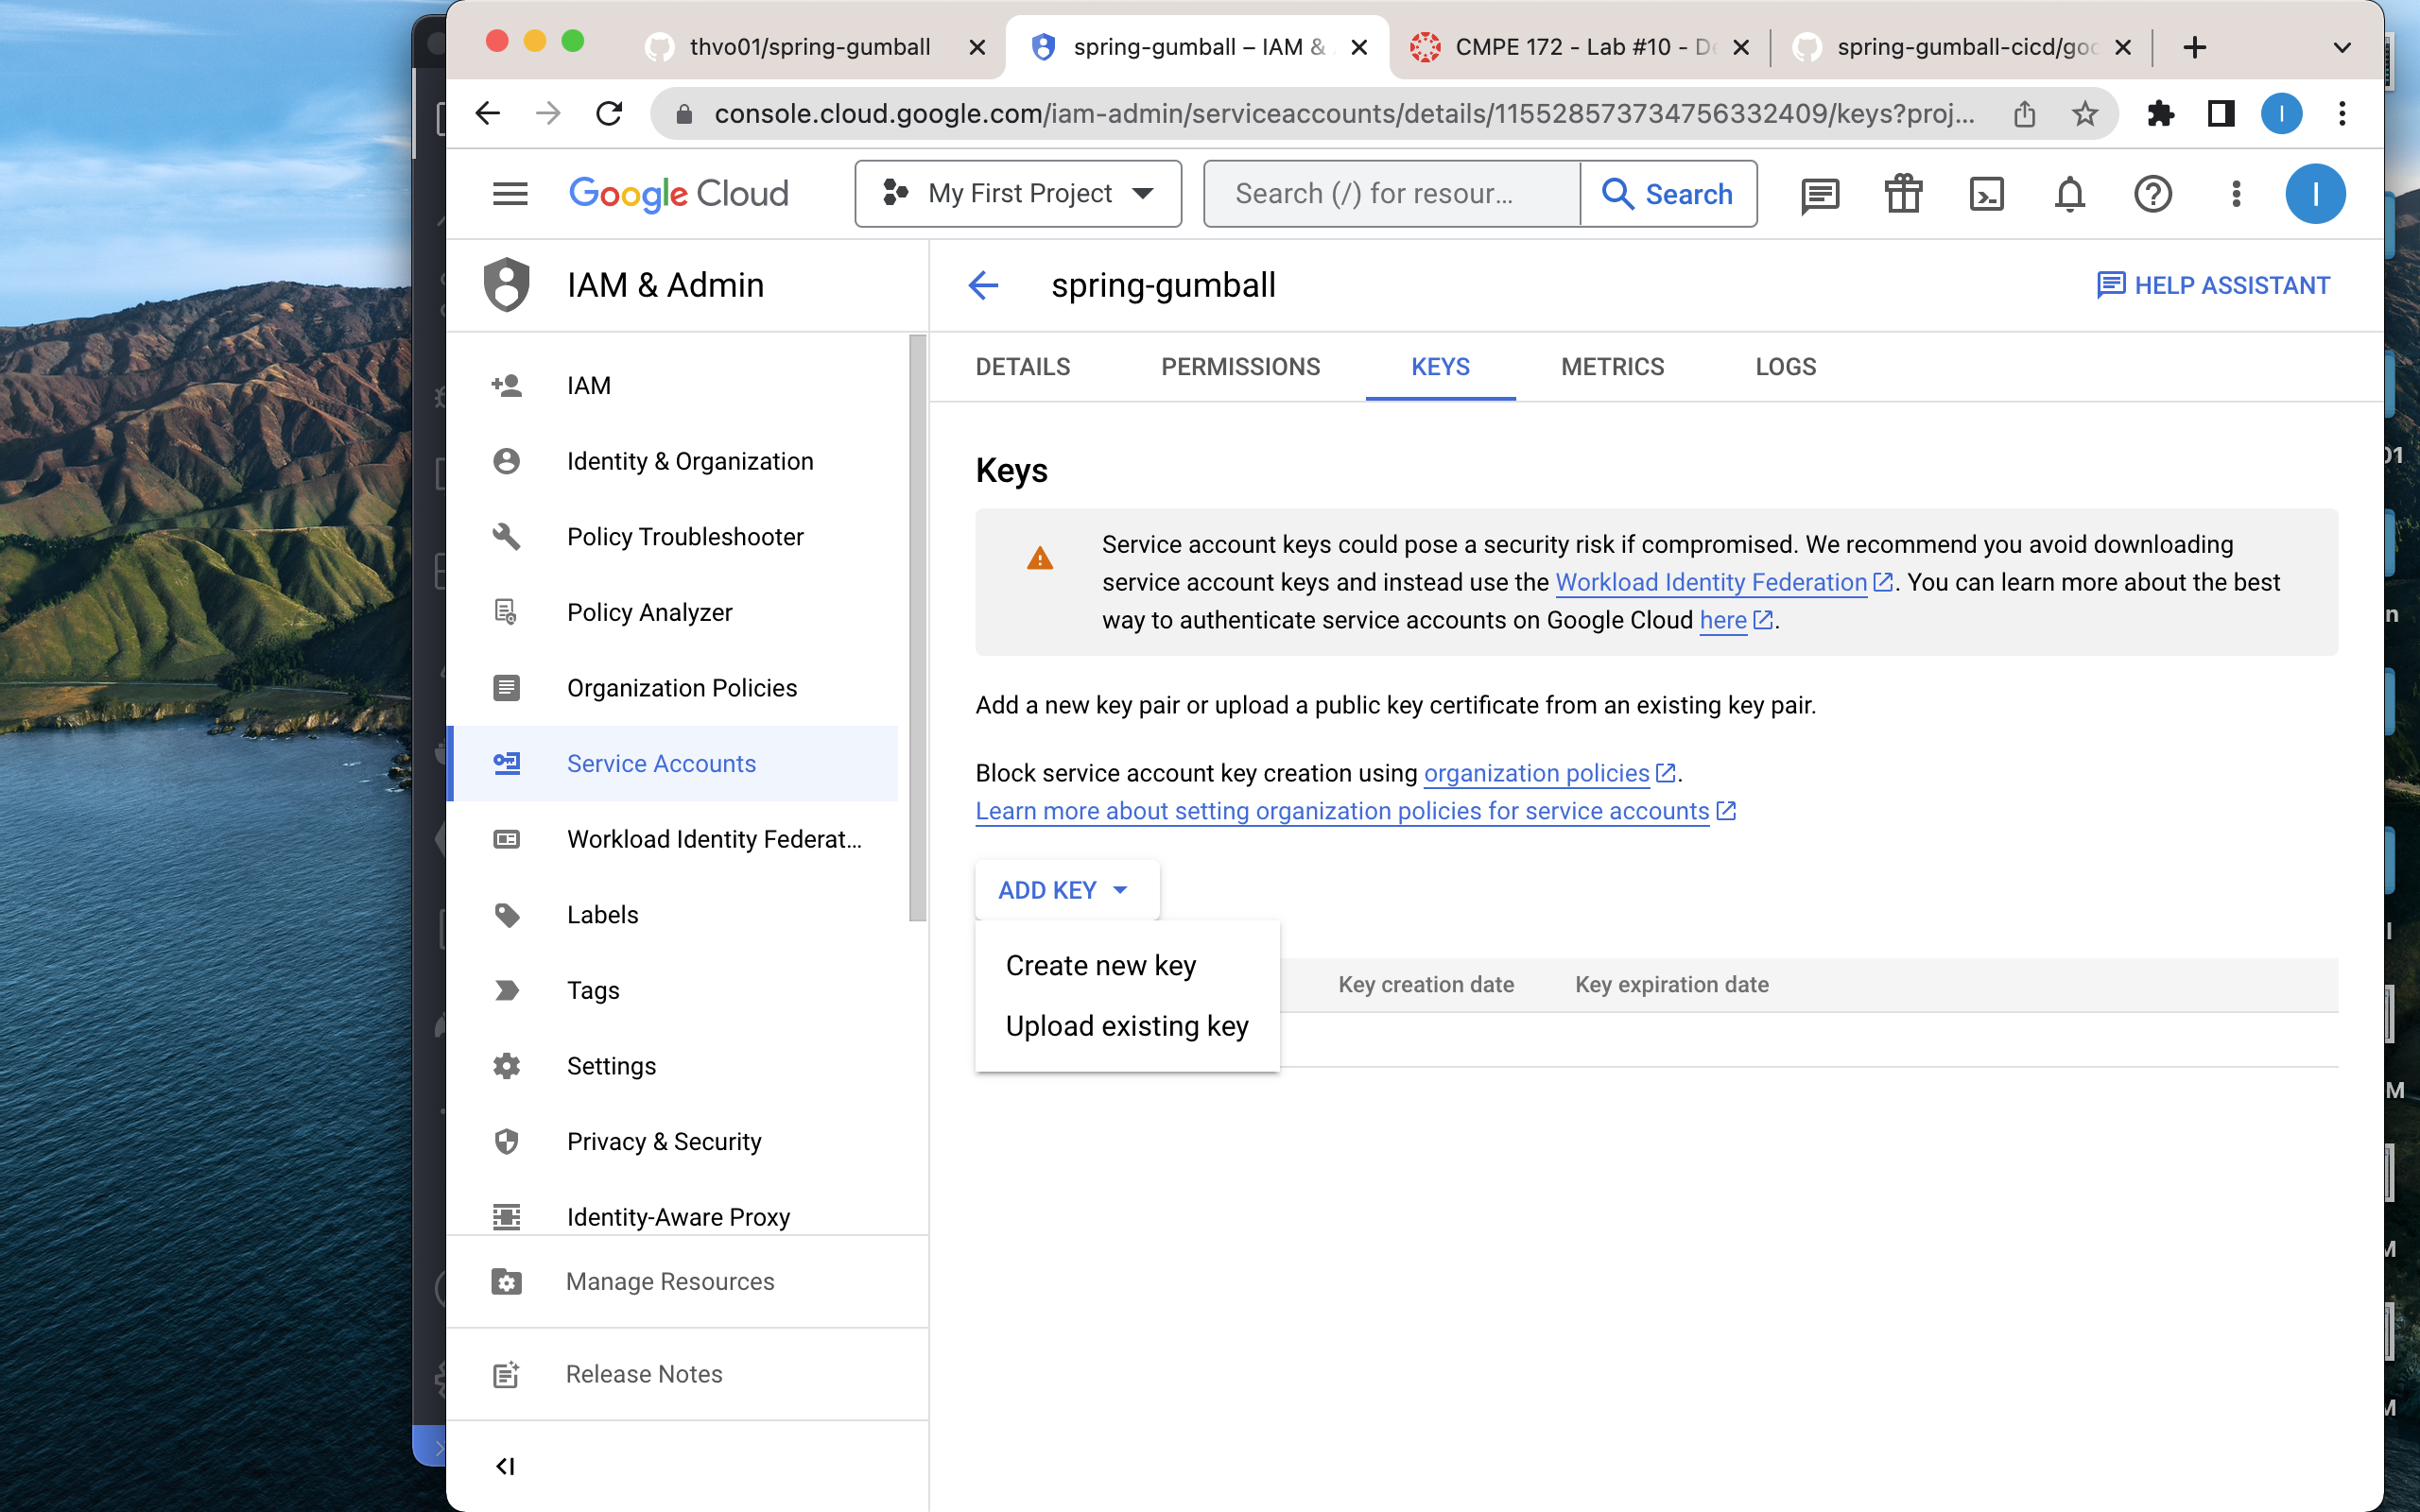 thvo01/spring-gumball
spring-gumball – IAM &
CMPE 172 - Lab #10 - De
spring-gumball-cicd/goo
console.cloud.google.com/iam-admin/serviceaccounts/details/115528573734756332409/keys?proj...
I
Google Cloud
My First Project
Search (/) for resour...
Search
I
IAM & Admin
IAM
Identity & Organization
Policy Troubleshooter
Policy Analyzer
Organization Policies
Service Accounts
Workload Identity Federat...
Labels
Tags
Settings
Privacy & Security
Identity-Aware Proxy
Manage Resources
Release Notes
spring-gumball
HELP ASSISTANT
DETAILS PERMISSIONS KEYS METRICS LOGS
Keys
Service account keys could pose a security risk if compromised. We recommend you avoid downloading
service account keys and instead use the Workload Identity Federation. You can learn more about the best
way to authenticate service accounts on Google Cloud here.
Add a new key pair or upload a public key certificate from an existing key pair.
Block service account key creation using organization policies.
Learn more about setting organization policies for service accounts
ADD KEY
Create new key
Upload existing key
Key creation date Key expiration date